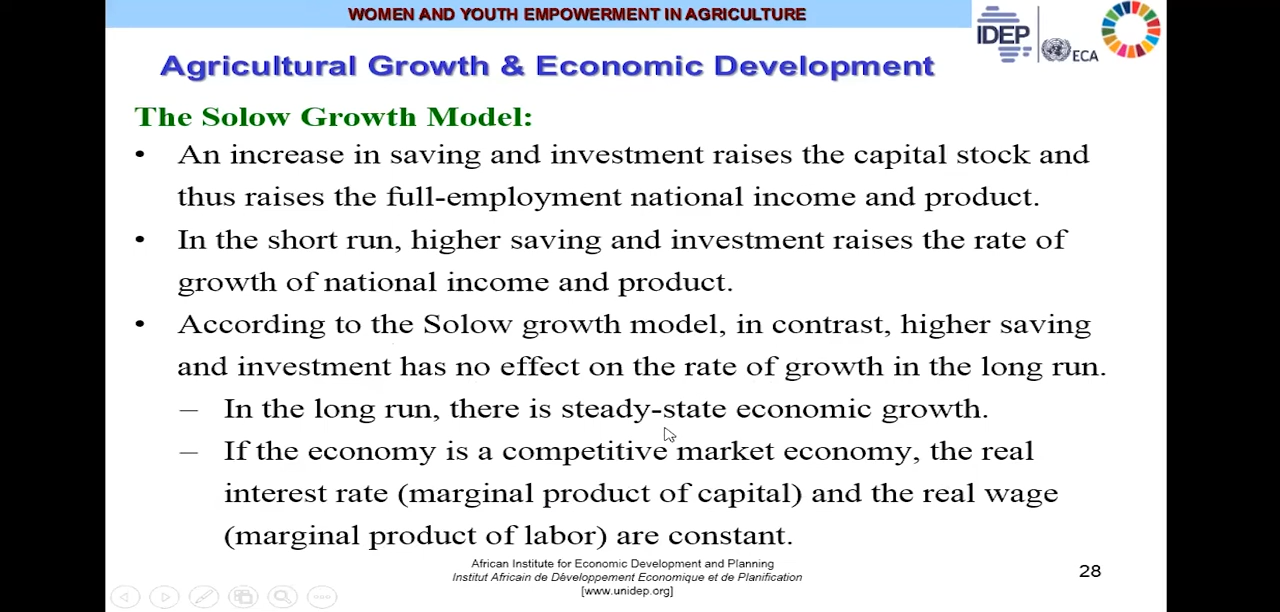 WOMEN AND YOUTH EMPOWERMENT IN AGRICULTURE
IDEP
ECA
Agricultural Growth & Economic Development
The Solow Growth Model:
• An increase in saving and investment raises the capital stock and
thus raises the full-employment national income and product.
• In the short run, higher saving and investment raises the rate of
growth of national income and product.
• According to the Solow growth model, in contrast, higher saving
and investment has no effect on the rate of growth in the long run.
– In the long run, there is steady-state economic growth.
– If the economy is a competitive market economy, the real
interest rate (marginal product of capital) and the real wage
(marginal product of labor) are constant.
African Institute for Economic Development and Planning
Institut Africain de Développement Economique et de Planification
[www.unidep.org]
28